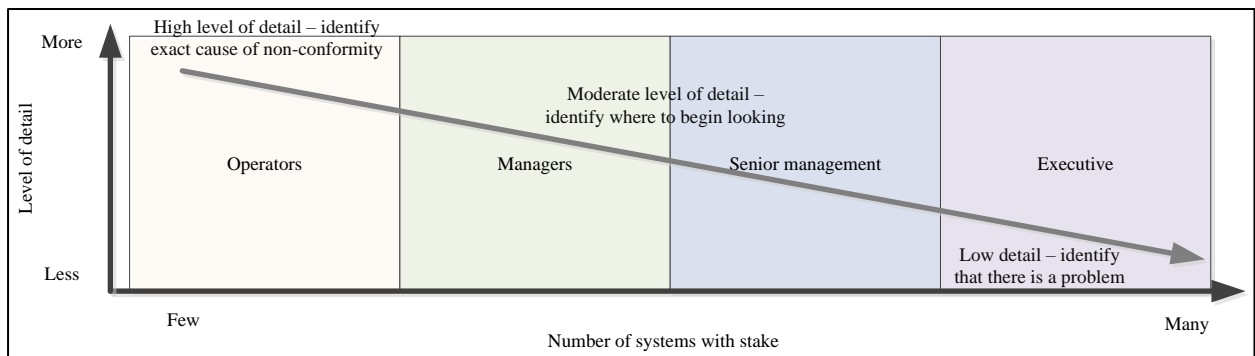 High level of detail – identify
exact cause of non-conformity
More
Moderate level of detail –
identify where to begin looking
Level of detail
Operators
Managers
Senior management
Executive
Low detail – identify
that there is a problem
Less
Few
Many
Number of systems with stake